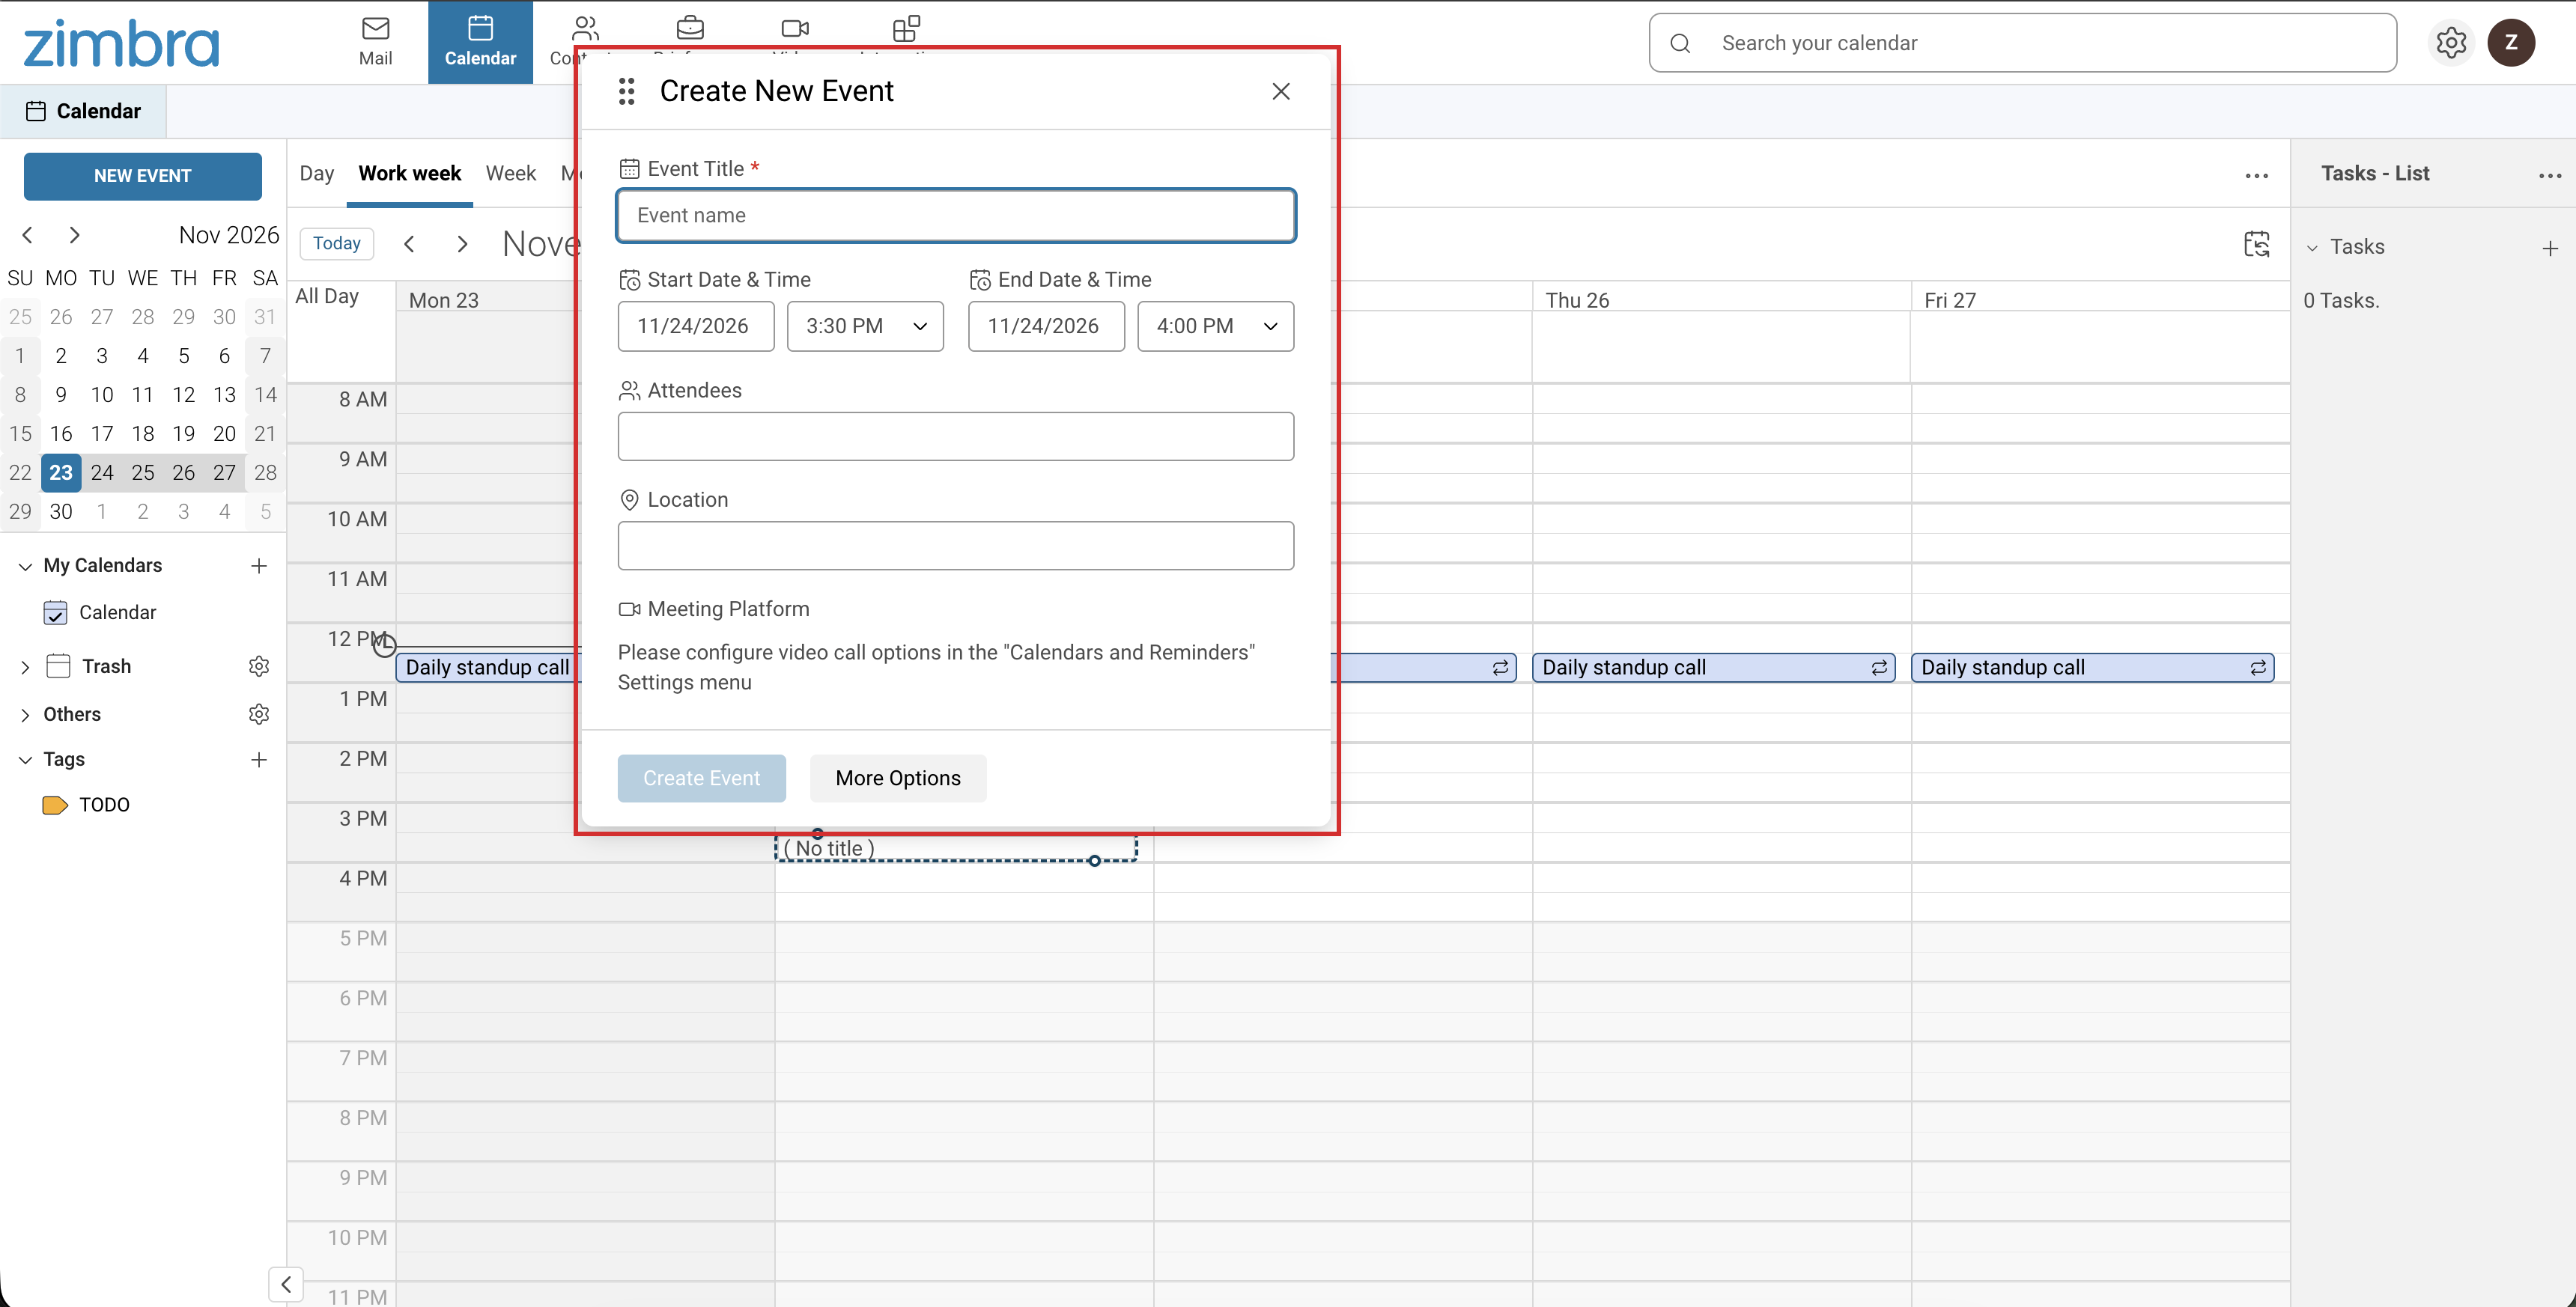 zimbra
Mail
Calendar
Search your calendar
Z
Calendar
NEW EVENT
Nov 2026
SU MO TU WE TH FR SA
25 26 27 28 29 30 31
1 2 3 4 5 6 7
8 9 10 11 12 13 14
15 16 17 18 19 20 21
22 23 24 25 26 27 28
29 30 1 2 3 4 5
My Calendars
Calendar
Trash
Others
Tags
TODO
Day Work week Week
Today
All Day
Mon 23
Thu 26
Fri 27
8 AM
9 AM
10 AM
11 AM
12 PM
Daily standup call
Daily standup call
Daily standup call
1 PM
2 PM
3 PM
( No title )
4 PM
5 PM
6 PM
7 PM
8 PM
9 PM
10 PM
11 PM
Create New Event
Event Title *
Event name
Start Date & Time
End Date & Time
11/24/2026 3:30 PM
11/24/2026 4:00 PM
Attendees
Location
Meeting Platform
Please configure video call options in the "Calendars and Reminders"
Settings menu
Create Event
More Options
Tasks - List
Tasks
0 Tasks.